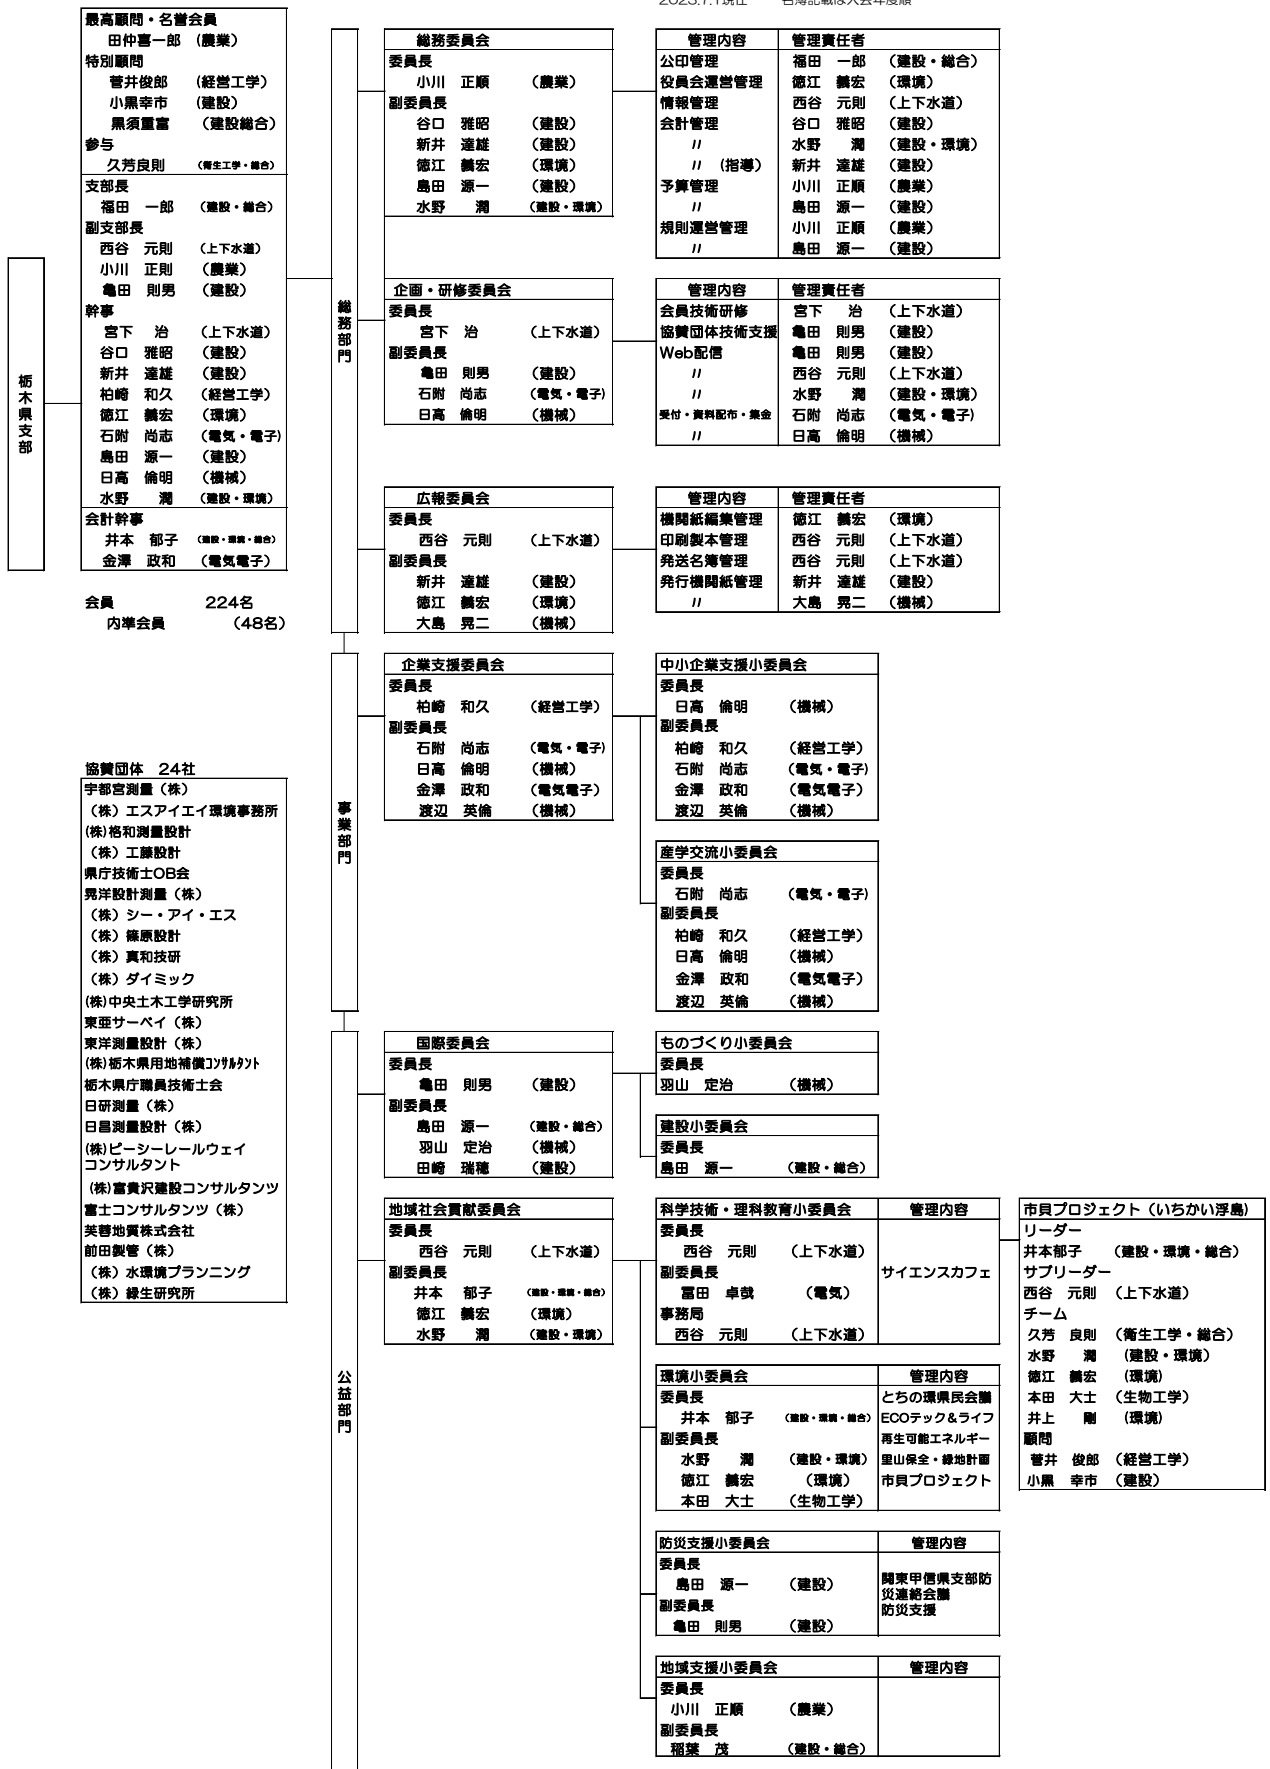 2023.7.1現在　　名簿記載は入会年度順
最高顧問・名誉会員
田仲喜一郎　（農業）
特別顧問
菅井俊郎　（経営工学）
小黒幸市　（建設）
黒須重富　（建設総合）
参与
久芳良則　（衛生工学・総合）
支部長
福田　一郎　（建設・総合）
副支部長
西谷　元則　（上下水道）
小川　正則　（農業）
亀田　則男　（建設）
幹事
宮下　治　（上下水道）
谷口　雅昭　（建設）
新井　達雄　（建設）
柏崎　和久　（経営工学）
徳江　義宏　（環境）
石附　尚志　（電気・電子)
島田　源一　（建設）
日高　倫明　（機械）
水野　潤　（建設・環境）
会計幹事
井本　郁子　（建設・環境・総合）
金澤　政和　（電気電子）
栃木県支部
会員　224名
内準会員　（48名）
協賛団体　24社
宇都宮測量（株）
（株）エスアイエイ環境事務所
(株)格和測量設計
（株）工藤設計
県庁技術士OB会
晃洋設計測量（株）
（株）シー・アイ・エス
（株）篠原設計
（株）真和技研
（株）ダイミック
(株)中央土木工学研究所
東亜サーベイ（株）
東洋測量設計（株）
(株)栃木県用地補償ｺﾝｻﾙﾀﾝﾄ
栃木県庁職員技術士会
日研測量（株）
日昌測量設計（株）
(株)ピーシーレールウェイ
コンサルタント
(株)富貴沢建設コンサルタンツ
富士コンサルタンツ（株）
芙蓉地質株式会社
前田製管（株）
（株）水環境プランニング
（株）緑生研究所
総務部門
総務委員会
委員長
小川　正順　（農業）
副委員長
谷口　雅昭　（建設）
新井　達雄　（建設）
徳江　義宏　（環境）
島田　源一　（建設）
水野　潤　（建設・環境）
管理内容　管理責任者
公印管理　福田　一郎　（建設・総合）
役員会運営管理　徳江　義宏　（環境）
情報管理　西谷　元則　（上下水道）
会計管理　谷口　雅昭　（建設）
〃　水野　潤　（建設・環境）
〃　（指導）　新井　達雄　（建設）
予算管理　小川　正順　（農業）
〃　島田　源一　（建設）
規則運営管理　小川　正順　（農業）
〃　島田　源一　（建設）
企画・研修委員会
委員長
宮下　治　（上下水道）
副委員長
亀田　則男　（建設）
石附　尚志　（電気・電子)
日高　倫明　（機械）
管理内容　管理責任者
会員技術研修　宮下　治　（上下水道）
協賛団体技術支援　亀田　則男　（建設）
Web配信　亀田　則男　（建設）
〃　西谷　元則　（上下水道）
〃　水野　潤　（建設・環境）
受付・資料配布・集金　石附　尚志　（電気・電子)
〃　日高　倫明　（機械）
広報委員会
委員長
西谷　元則　（上下水道）
副委員長
新井　達雄　（建設）
徳江　義宏　（環境）
大島　晃二　（機械）
管理内容　管理責任者
機関紙編集管理　徳江　義宏　（環境）
印刷製本管理　西谷　元則　（上下水道）
発送名簿管理　西谷　元則　（上下水道）
発行機関紙管理　新井　達雄　（建設）
〃　大島　晃二　（機械）
事業部門
企業支援委員会
委員長
柏崎　和久　（経営工学）
副委員長
石附　尚志　（電気・電子)
日高　倫明　（機械）
金澤　政和　（電気電子）
渡辺　英倫　（機械）
中小企業支援小委員会
委員長
日高　倫明　（機械）
副委員長
柏崎　和久　（経営工学）
石附　尚志　（電気・電子)
金澤　政和　（電気電子）
渡辺　英倫　（機械）
産学交流小委員会
委員長
石附　尚志　（電気・電子)
副委員長
柏崎　和久　（経営工学）
日高　倫明　（機械）
金澤　政和　（電気電子）
渡辺　英倫　（機械）
公益部門
国際委員会
委員長
亀田　則男　（建設）
副委員長
島田　源一　（建設・総合）
羽山　定治　（機械）
田崎　瑞穂　（建設）
ものづくり小委員会
委員長
羽山　定治　（機械）
建設小委員会
委員長
島田　源一　（建設・総合）
地域社会貢献委員会
委員長
西谷　元則　（上下水道）
副委員長
井本　郁子　（建設・環境・総合）
徳江　義宏　（環境）
水野　潤　（建設・環境）
科学技術・理科教育小委員会　管理内容
委員長
西谷　元則　（上下水道）
副委員長　サイエンスカフェ
冨田　卓哉　（電気）
事務局
西谷　元則　（上下水道）
市貝プロジェクト（いちかい浮島）
リーダー
井本郁子　（建設・環境・総合）
サブリーダー
西谷　元則　（上下水道）
チーム
久芳　良則　（衛生工学・総合）
水野　潤　（建設・環境）
徳江　義宏　（環境）
本田　大士　（生物工学）
井上　剛　（環境）
顧問
菅井　俊郎　（経営工学）
小黒　幸市　（建設）
環境小委員会　管理内容
委員長　とちの環県民会議
井本　郁子　（建設・環境・総合）　ECOテック&ライフ
副委員長　再生可能エネルギー
水野　潤　（建設・環境）　里山保全・緑地計画
徳江　義宏　（環境）　市貝プロジェクト
本田　大士　（生物工学）
防災支援小委員会　管理内容
委員長
島田　源一　（建設）　関東甲信県支部防
災連絡会議
副委員長　防災支援
亀田　則男　（建設）
地域支援小委員会　管理内容
委員長
小川　正順　（農業）
副委員長
稲葉　茂　（建設・総合）